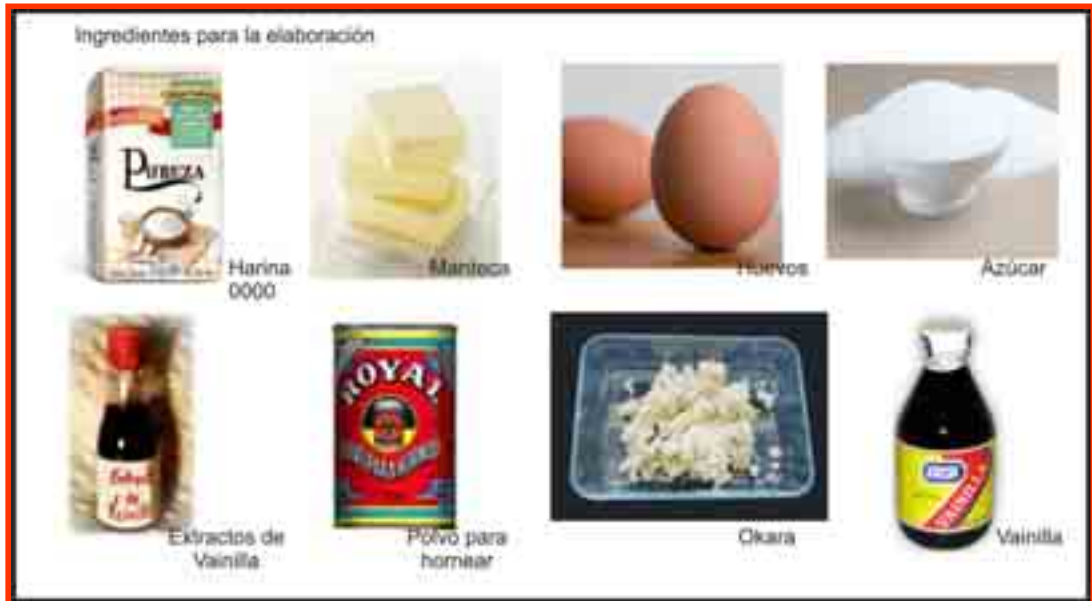 Ingredientes para la elaboración
PUREZA
Harina
0000
Manteca
Huevos
Azúcar
Extractos de
Vainilla
ROYAL
Polvo para
hornear
Okara
VAINILLA
Vainilla